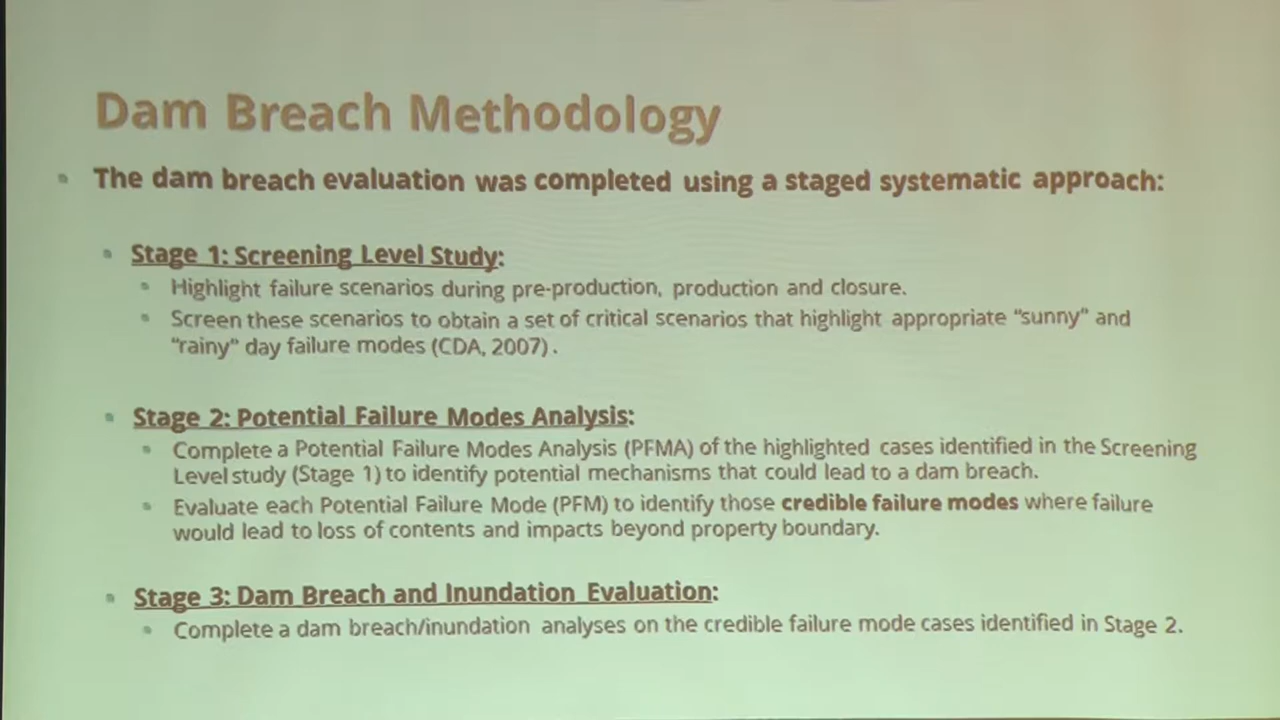 Dam Breach Methodology
The dam breach evaluation was completed using a staged systematic approach:
Stage 1: Screening Level Study:
Highlight failure scenarios during pre-production, production and closure.
Screen these scenarios to obtain a set of critical scenarios that highlight appropriate “sunny” and
“rainy” day failure modes (CDA, 2007).
Stage 2: Potential Failure Modes Analysis:
Complete a Potential Failure Modes Analysis (PFMA) of the highlighted cases identified in the Screening
Level study (Stage 1) to identify potential mechanisms that could lead to a dam breach.
Evaluate each Potential Failure Mode (PFM) to identify those credible failure modes where failure
would lead to loss of contents and impacts beyond property boundary.
Stage 3: Dam Breach and Inundation Evaluation:
Complete a dam breach/inundation analyses on the credible failure mode cases identified in Stage 2.